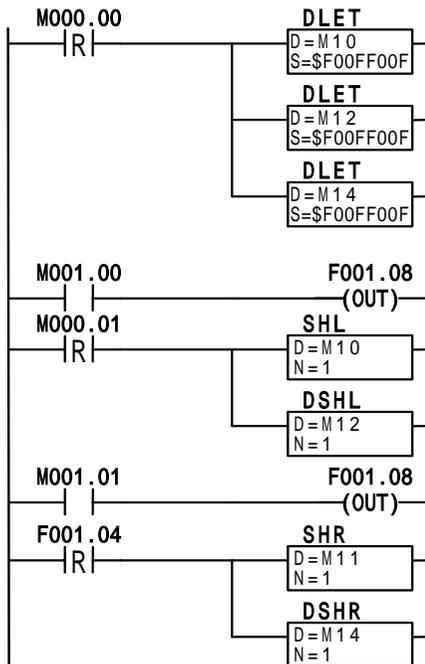 M000.00 DLET
R D=M10
S=$F00FF00F
DLET
D=M12
S=$F00FF00F
DLET
D=M14
S=$F00FF00F
M001.00 F001.08
(OUT)
M000.01 SHL
R D=M10
N=1
DSHL
D=M12
N=1
M001.01 F001.08
(OUT)
F001.04 SHR
R D=M11
N=1
DSHR
D=M14
N=1